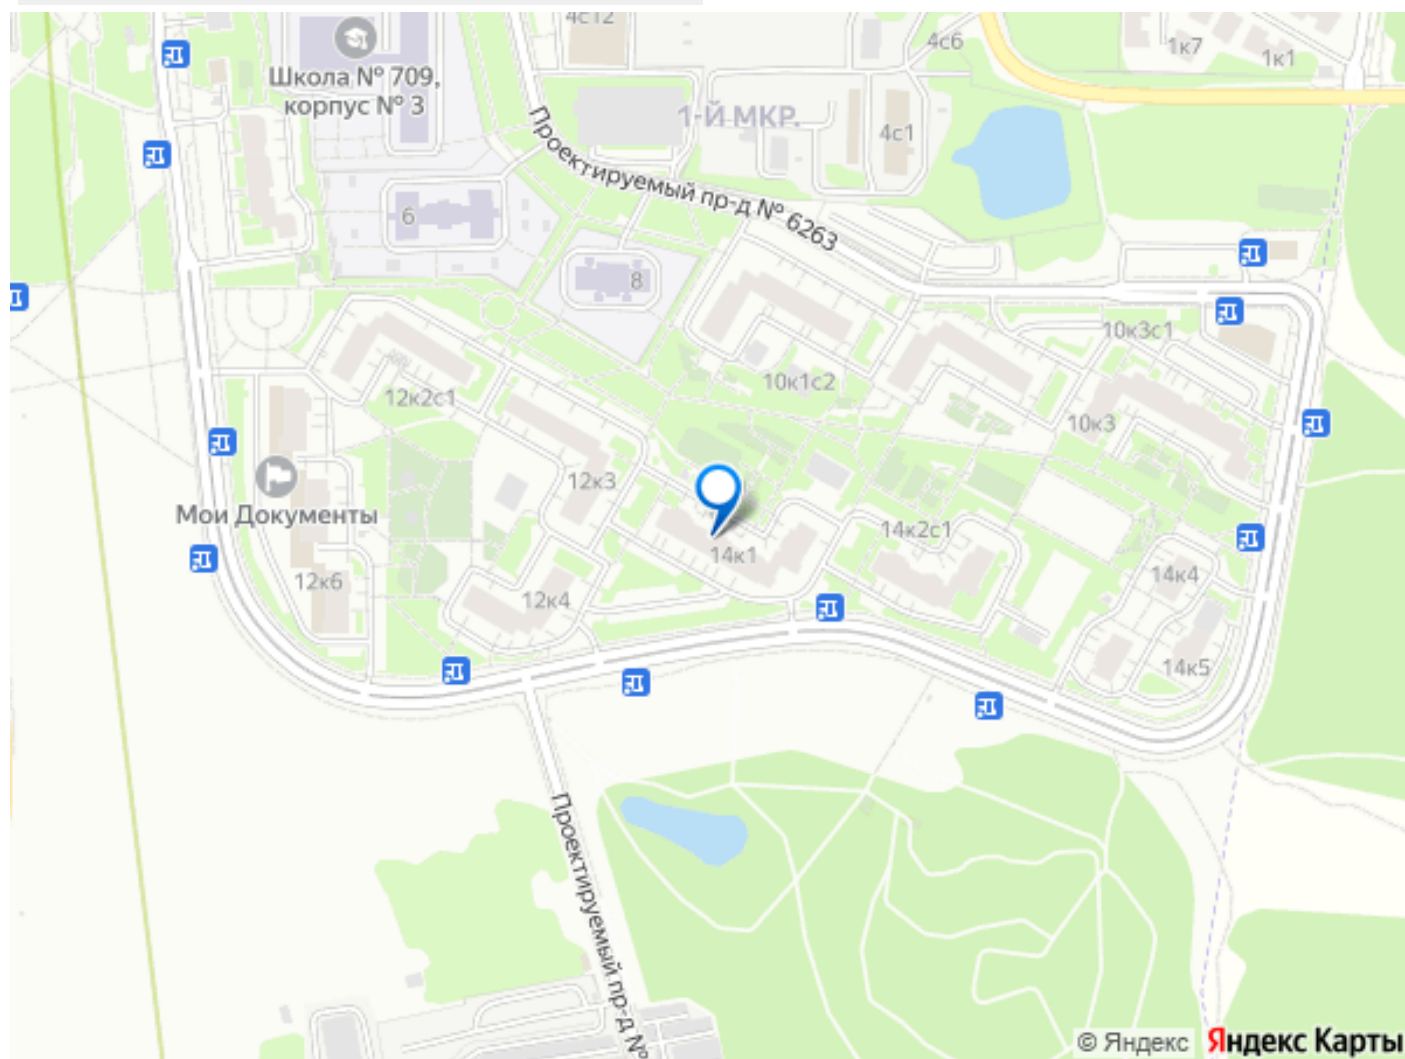 4с12
4с6
1к7
1к1
Школа № 709,
корпус № 3
1-Й МКР.
4с1
Проектируемый пр-д № 6263
6
8
10к3с1
10к1с2
12к2с1
10к3
12к3
Мои Документы
14к2с1
14к1
12к6
12к4
14к4
14к5
Проектируемый пр-д №
© Яндекс Яндекс Карты